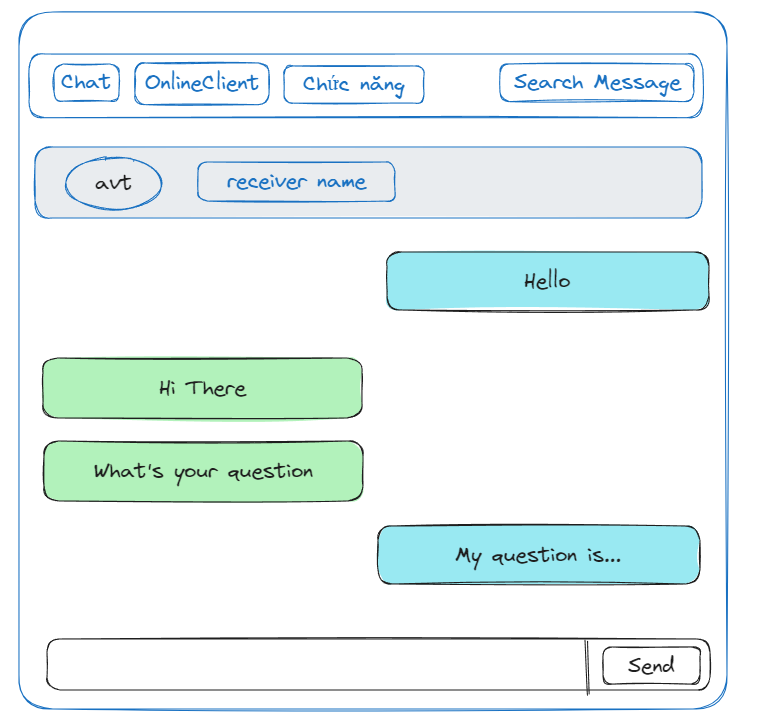 Chat OnlineClient Chức năng Search Message
avt receiver name
Hello
Hi There
What's your question
My question is...
Send